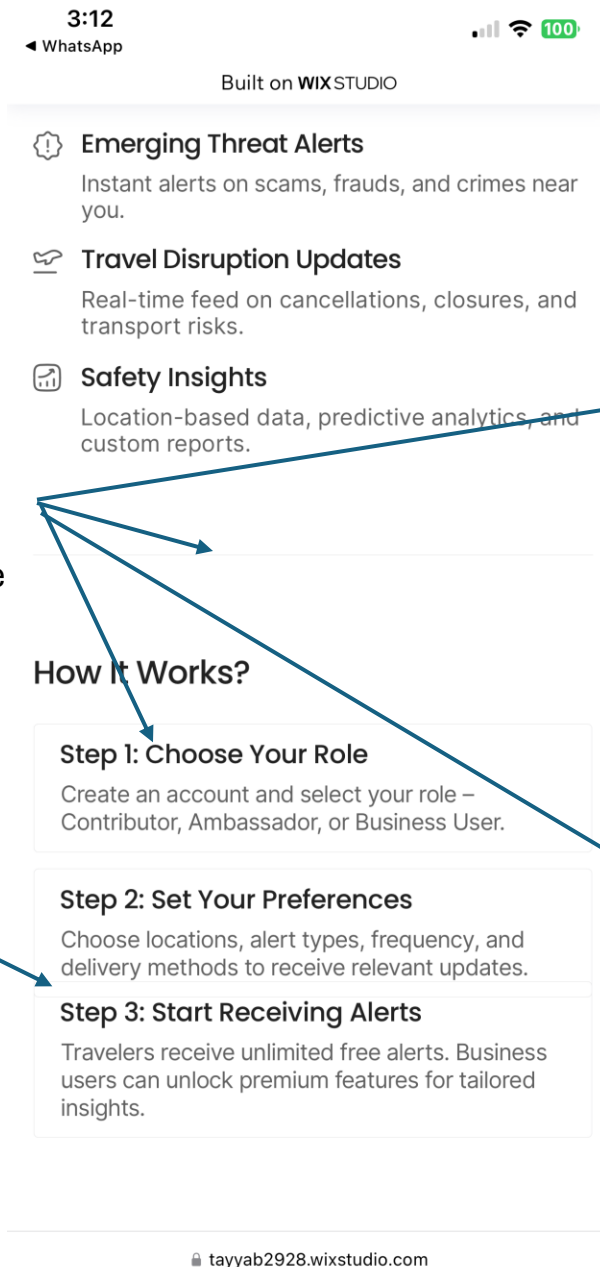 3:12
100
◀ WhatsApp
Built on WIX STUDIO
Emerging Threat Alerts
Instant alerts on scams, frauds, and crimes near
you.
Travel Disruption Updates
Real-time feed on cancellations, closures, and
transport risks.
Safety Insights
Location-based data, predictive analytics, and
custom reports.
e
How It Works?
Step 1: Choose Your Role
Create an account and select your role –
Contributor, Ambassador, or Business User.
Step 2: Set Your Preferences
Choose locations, alert types, frequency, and
delivery methods to receive relevant updates.
Step 3: Start Receiving Alerts
Travelers receive unlimited free alerts. Business
users can unlock premium features for tailored
insights.
tayyab2928.wixstudio.com